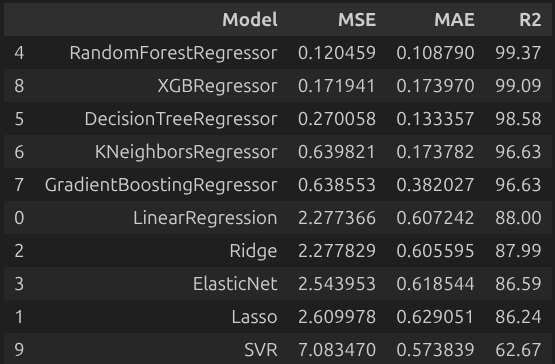 Model MSE MAE R2
4 RandomForestRegressor 0.120459 0.108790 99.37
8 XGBRegressor 0.171941 0.173970 99.09
5 DecisionTreeRegressor 0.270058 0.133357 98.58
6 KNeighborsRegressor 0.639821 0.173782 96.63
7 GradientBoostingRegressor 0.638553 0.382027 96.63
0 LinearRegression 2.277366 0.607242 88.00
2 Ridge 2.277829 0.605595 87.99
3 ElasticNet 2.543953 0.618544 86.59
1 Lasso 2.609978 0.629051 86.24
9 SVR 7.083470 0.573839 62.67